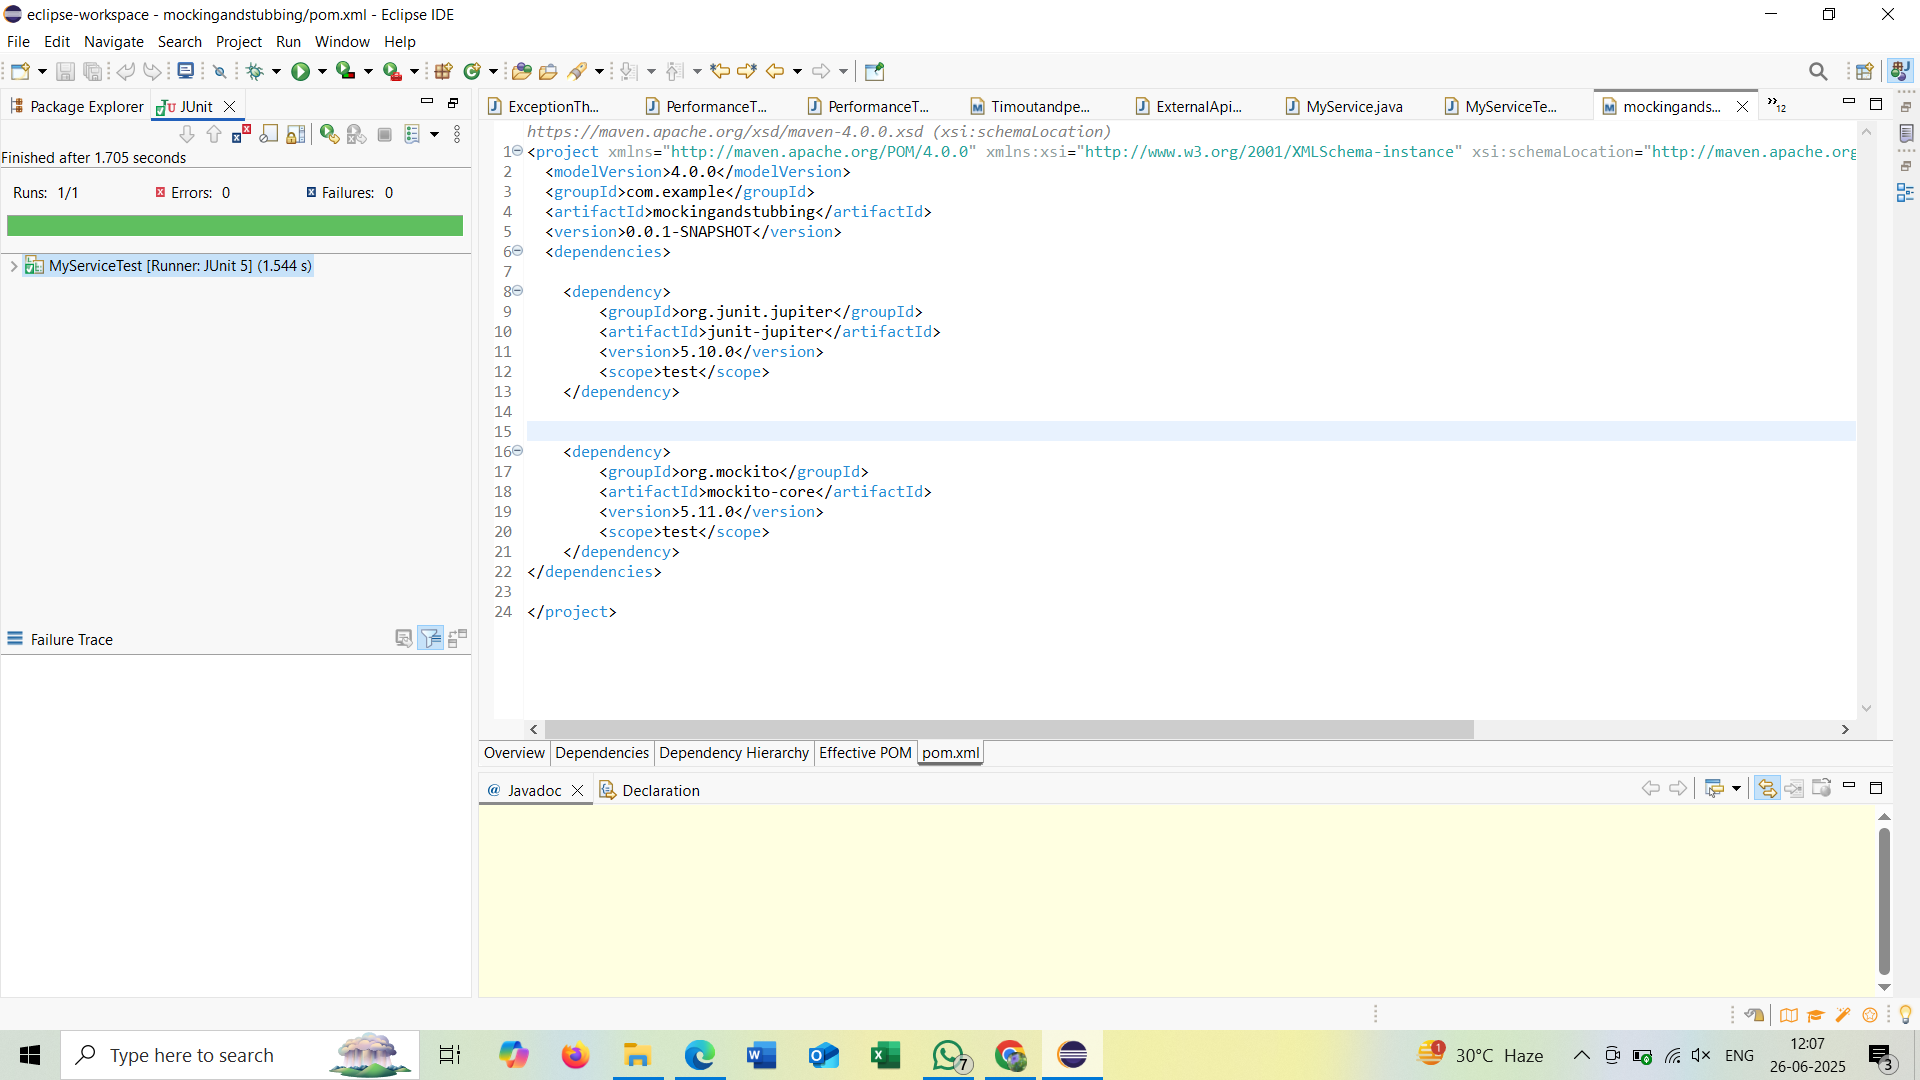 eclipse-workspace - mockingandstubbing/pom.xml - Eclipse IDE
File Edit Navigate Search Project Run Window Help
Package Explorer JUnit
Finished after 1.705 seconds
Runs: 1/1 Errors: 0 Failures: 0
MyServiceTest [Runner: JUnit 5] (1.544 s)
Failure Trace
ExceptionTh... PerformanceT... PerformanceT... Timoutandpe... ExternalApi... MyService.java MyServiceTe... mockingands... »12
https://maven.apache.org/xsd/maven-4.0.0.xsd (xsi:schemaLocation)
1 <project xmlns="http://maven.apache.org/POM/4.0.0" xmlns:xsi="http://www.w3.org/2001/XMLSchema-instance" xsi:schemaLocation="http://maven.apache.org
2 <modelVersion>4.0.0</modelVersion>
3 <groupId>com.example</groupId>
4 <artifactId>mockingandstubbing</artifactId>
5 <version>0.0.1-SNAPSHOT</version>
6 <dependencies>
7
8 <dependency>
9 <groupId>org.junit.jupiter</groupId>
10 <artifactId>junit-jupiter</artifactId>
11 <version>5.10.0</version>
12 <scope>test</scope>
13 </dependency>
14
15
16 <dependency>
17 <groupId>org.mockito</groupId>
18 <artifactId>mockito-core</artifactId>
19 <version>5.11.0</version>
20 <scope>test</scope>
21 </dependency>
22 </dependencies>
23
24 </project>
Overview Dependencies Dependency Hierarchy Effective POM pom.xml
@ Javadoc Declaration
Type here to search
7
1
30°C Haze
ENG
12:07
26-06-2025
3